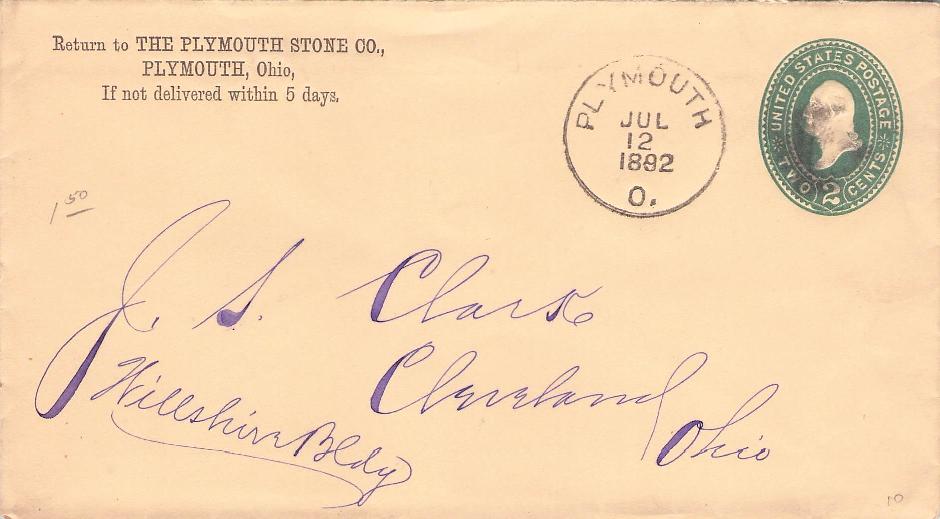 Return to THE PLYMOUTH STONE CO.,
PLYMOUTH, Ohio,
If not delivered within 5 days.
PLYMOUTH
JUL
12
1892
O.
UNITED STATES POSTAGE
TWO 2 CENTS
1 50
J. S. Clark
Cleveland
Ohio
Willshire Bldg
10